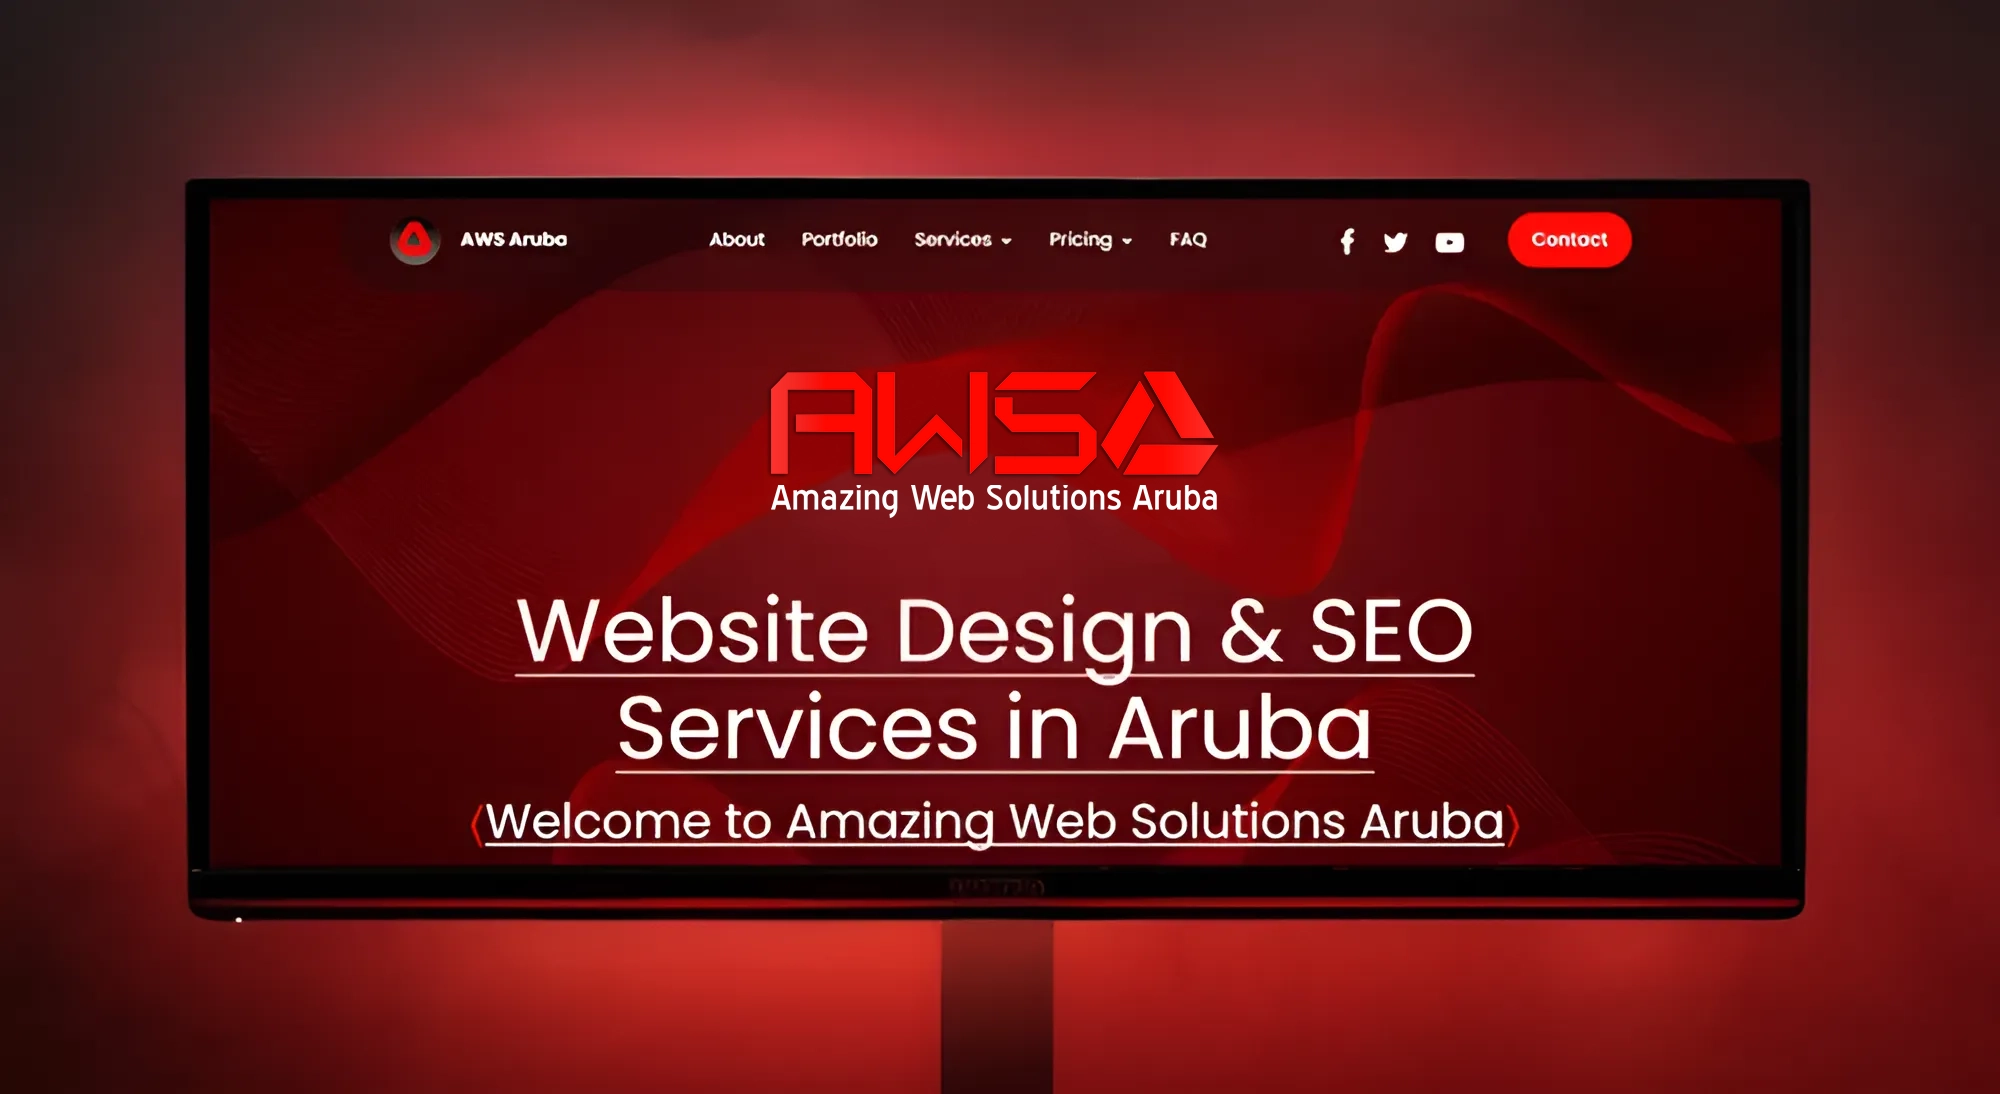 AWS Aruba
About
Portfolio
Services
Pricing
FAQ
Contact
AWSA
Amazing Web Solutions Aruba
Website Design & SEO
Services in Aruba
⟨Welcome to Amazing Web Solutions Aruba⟩